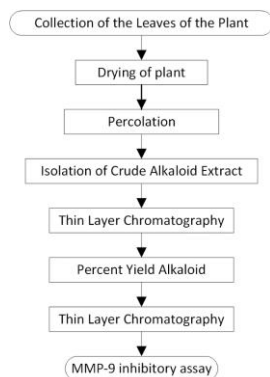 Collection of the Leaves of the Plant
Drying of plant
Percolation
Isolation of Crude Alkaloid Extract
Thin Layer Chromatography
Percent Yield Alkaloid
Thin Layer Chromatography
MMP-9 inhibitory assay